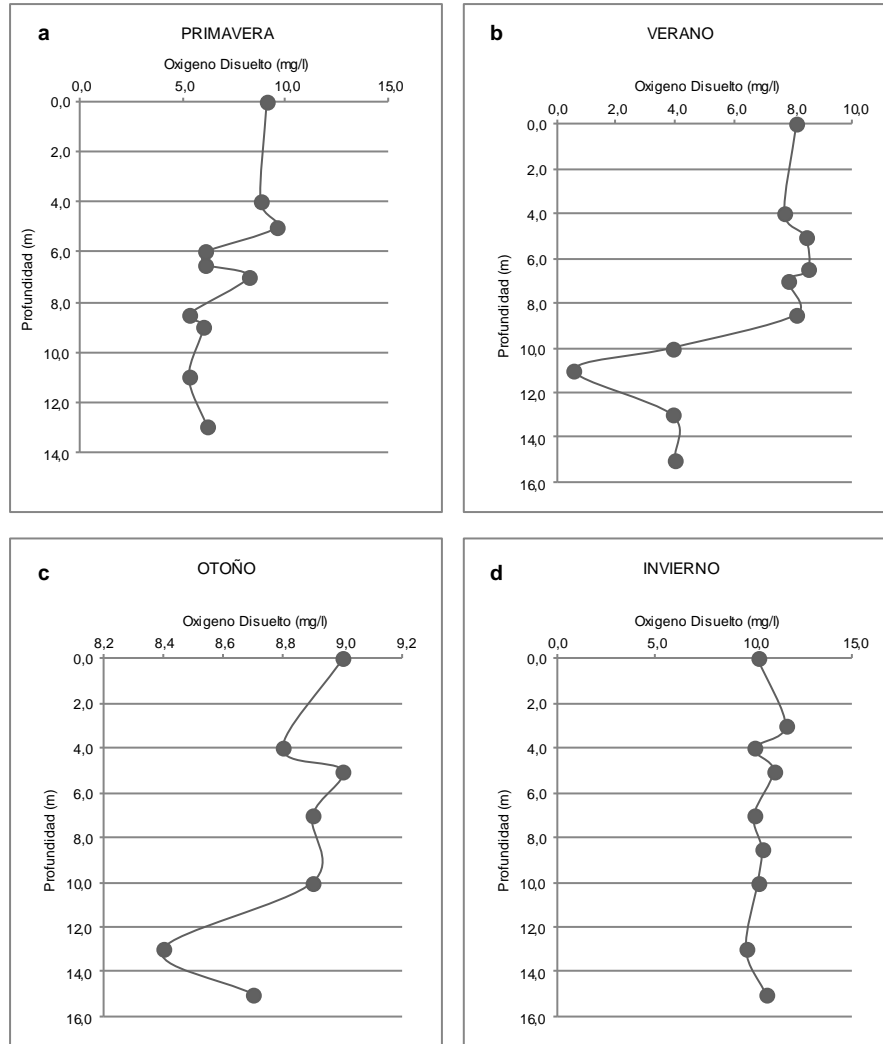 a
PRIMAVERA
Oxigeno Disuelto (mg/l)
0,0 5,0 10,0 15,0
0,0
2,0
4,0
6,0
8,0
10,0
12,0
14,0
Profundidad (m)
b
VERANO
Oxigeno Disuelto (mg/l)
0,0 2,0 4,0 6,0 8,0 10,0
0,0
2,0
4,0
6,0
8,0
10,0
12,0
14,0
16,0
Profundidad (m)
c
OTOÑO
Oxigeno Disuelto (mg/l)
8,2 8,4 8,6 8,8 9,0 9,2
0,0
2,0
4,0
6,0
8,0
10,0
12,0
14,0
16,0
Profundidad (m)
d
INVIERNO
Oxigeno Disuelto (mg/l)
0,0 5,0 10,0 15,0
0,0
2,0
4,0
6,0
8,0
10,0
12,0
14,0
16,0
Profundidad (m)